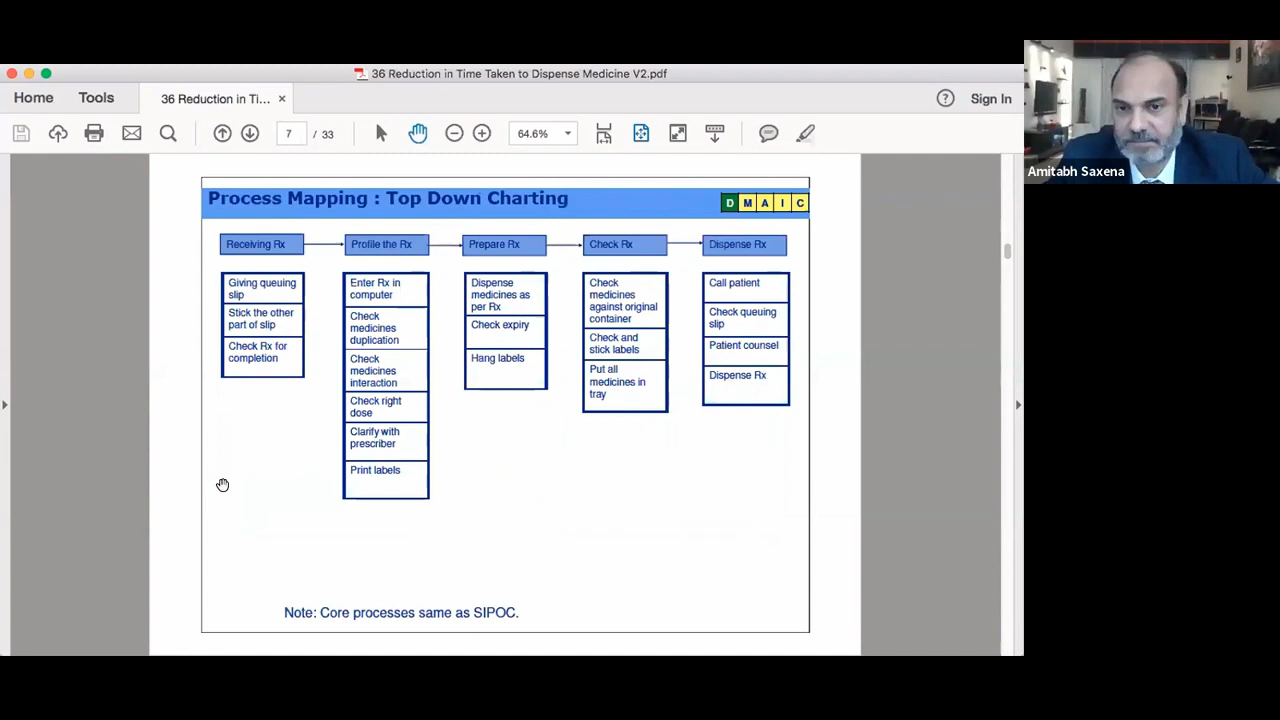 36 Reduction in Time Taken to Dispense Medicine V2.pdf
Home
Tools
36 Reduction in Ti...
×
?
Sign In
7
/ 33
64.6%
Amitabh Saxena
Process Mapping : Top Down Charting
D M A I C
Receiving Rx
Profile the Rx
Prepare Rx
Check Rx
Dispense Rx
Giving queuing
slip
Stick the other
part of slip
Check Rx for
completion
Enter Rx in
computer
Check
medicines
duplication
Check
medicines
interaction
Check right
dose
Clarify with
prescriber
Print labels
Dispense
medicines as
per Rx
Check expiry
Hang labels
Check
medicines
against original
container
Check and
stick labels
Put all
medicines in
tray
Call patient
Check queuing
slip
Patient counsel
Dispense Rx
Note: Core processes same as SIPOC.